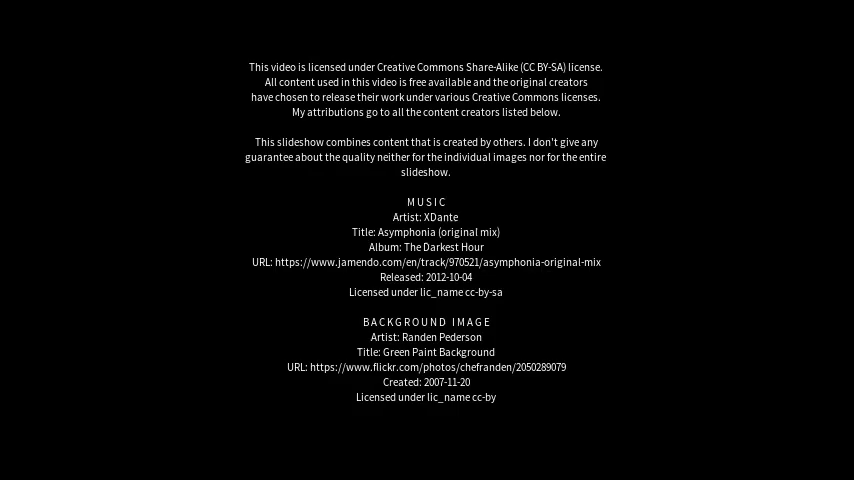 This video is licensed under Creative Commons Share-Alike (CC BY-SA) license.
All content used in this video is free available and the original creators
have chosen to release their work under various Creative Commons licenses.
My attributions go to all the content creators listed below.
This slideshow combines content that is created by others. I don't give any
guarantee about the quality neither for the individual images nor for the entire
slideshow.
MUSIC
Artist: XDante
Title: Asymphonia (original mix)
Album: The Darkest Hour
URL: https://www.jamendo.com/en/track/970521/asymphonia-original-mix
Released: 2012-10-04
Licensed under lic_name cc-by-sa
BACKGROUND IMAGE
Artist: Randen Pederson
Title: Green Paint Background
URL: https://www.flickr.com/photos/chefranden/2050289079
Created: 2007-11-20
Licensed under lic_name cc-by